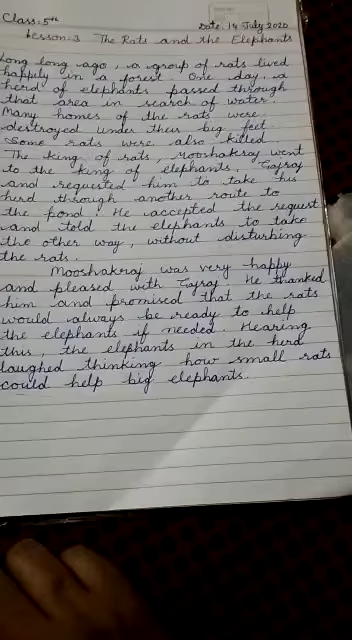 Class:5th
Date: 14 July 2020
Lesson:3 The Rats and the Elephants
Long long ago, a group of rats lived
happily in a forest. One day, a
herd of elephants passed through
that area in search of water.
Many homes of the rats were
destroyed under their big feet.
Some rats were also killed.
The king of rats, Mooshakraj went
to the king of elephants, Gajraj
and requested him to take his
herd through another route to
the pond. He accepted the request
and told the elephants to take
the other way, without disturbing
the rats.
Mooshakraj was very happy
and pleased with Gajraj. He thanked
him and promised that the rats
would always be ready to help
the elephants if needed. Hearing
this, the elephants in the herd
laughed thinking how small rats
could help big elephants.